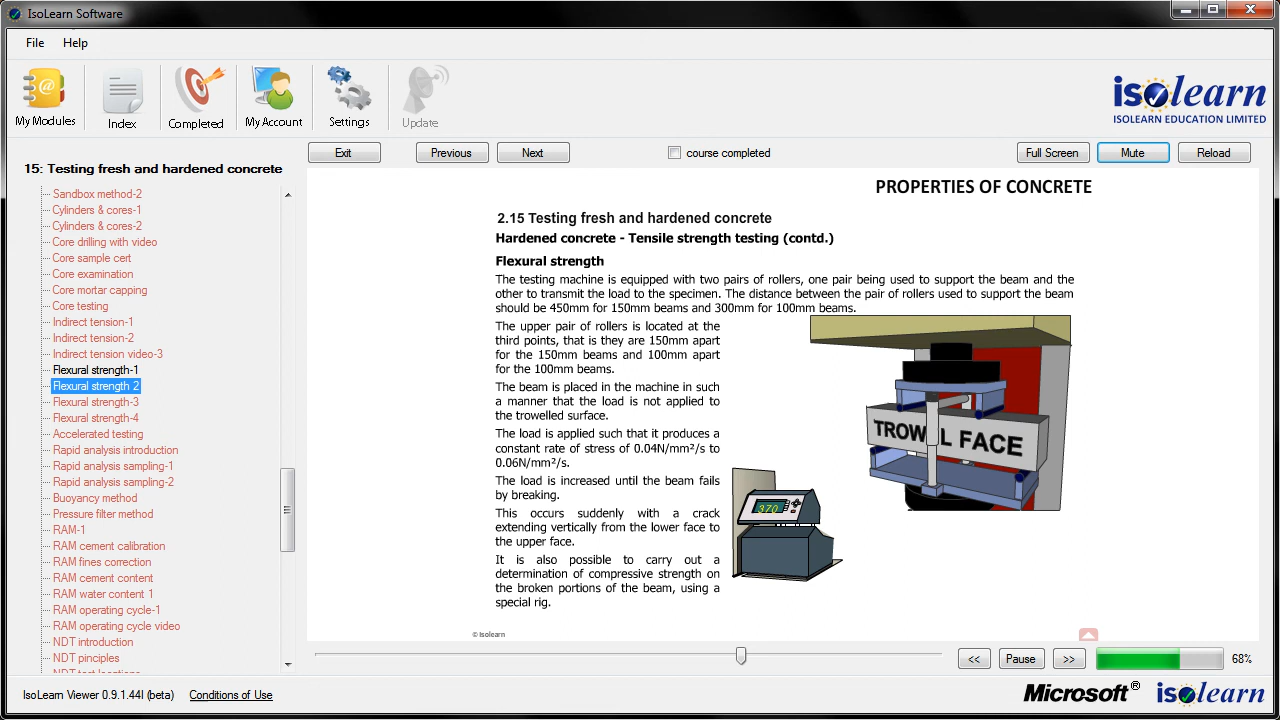 IsoLearn Software
File Help
My Modules Index Completed My Account Settings Update
isolearn
ISOLEARN EDUCATION LIMITED
Exit Previous Next course completed Full Screen Mute Reload
15: Testing fresh and hardened concrete
Sandbox method-2
Cylinders & cores-1
Cylinders & cores-2
Core drilling with video
Core sample cert
Core examination
Core mortar capping
Core testing
Indirect tension-1
Indirect tension-2
Indirect tension video-3
Flexural strength-1
Flexural strength 2
Flexural strength-3
Flexural strength-4
Accelerated testing
Rapid analysis introduction
Rapid analysis sampling-1
Rapid analysis sampling-2
Buoyancy method
Pressure filter method
RAM-1
RAM cement calibration
RAM fines correction
RAM cement content
RAM water content 1
RAM operating cycle-1
RAM operating cycle video
NDT introduction
NDT pinciples
NDT test locations
PROPERTIES OF CONCRETE
2.15 Testing fresh and hardened concrete
Hardened concrete - Tensile strength testing (contd.)
Flexural strength
The testing machine is equipped with two pairs of rollers, one pair being used to support the beam and the
other to transmit the load to the specimen. The distance between the pair of rollers used to support the beam
should be 450mm for 150mm beams and 300mm for 100mm beams.
The upper pair of rollers is located at the
third points, that is they are 150mm apart
for the 150mm beams and 100mm apart
for the 100mm beams.
The beam is placed in the machine in such
a manner that the load is not applied to
the trowelled surface.
The load is applied such that it produces a
constant rate of stress of 0.04N/mm²/s to
0.06N/mm²/s.
The load is increased until the beam fails
by breaking.
This occurs suddenly with a crack
extending vertically from the lower face to
the upper face.
It is also possible to carry out a
determination of compressive strength on
the broken portions of the beam, using a
special rig.
TROW L FACE
370
© Isolearn
<< Pause >> 68%
IsoLearn Viewer 0.9.1.44I (beta) Conditions of Use
Microsoft® isolearn